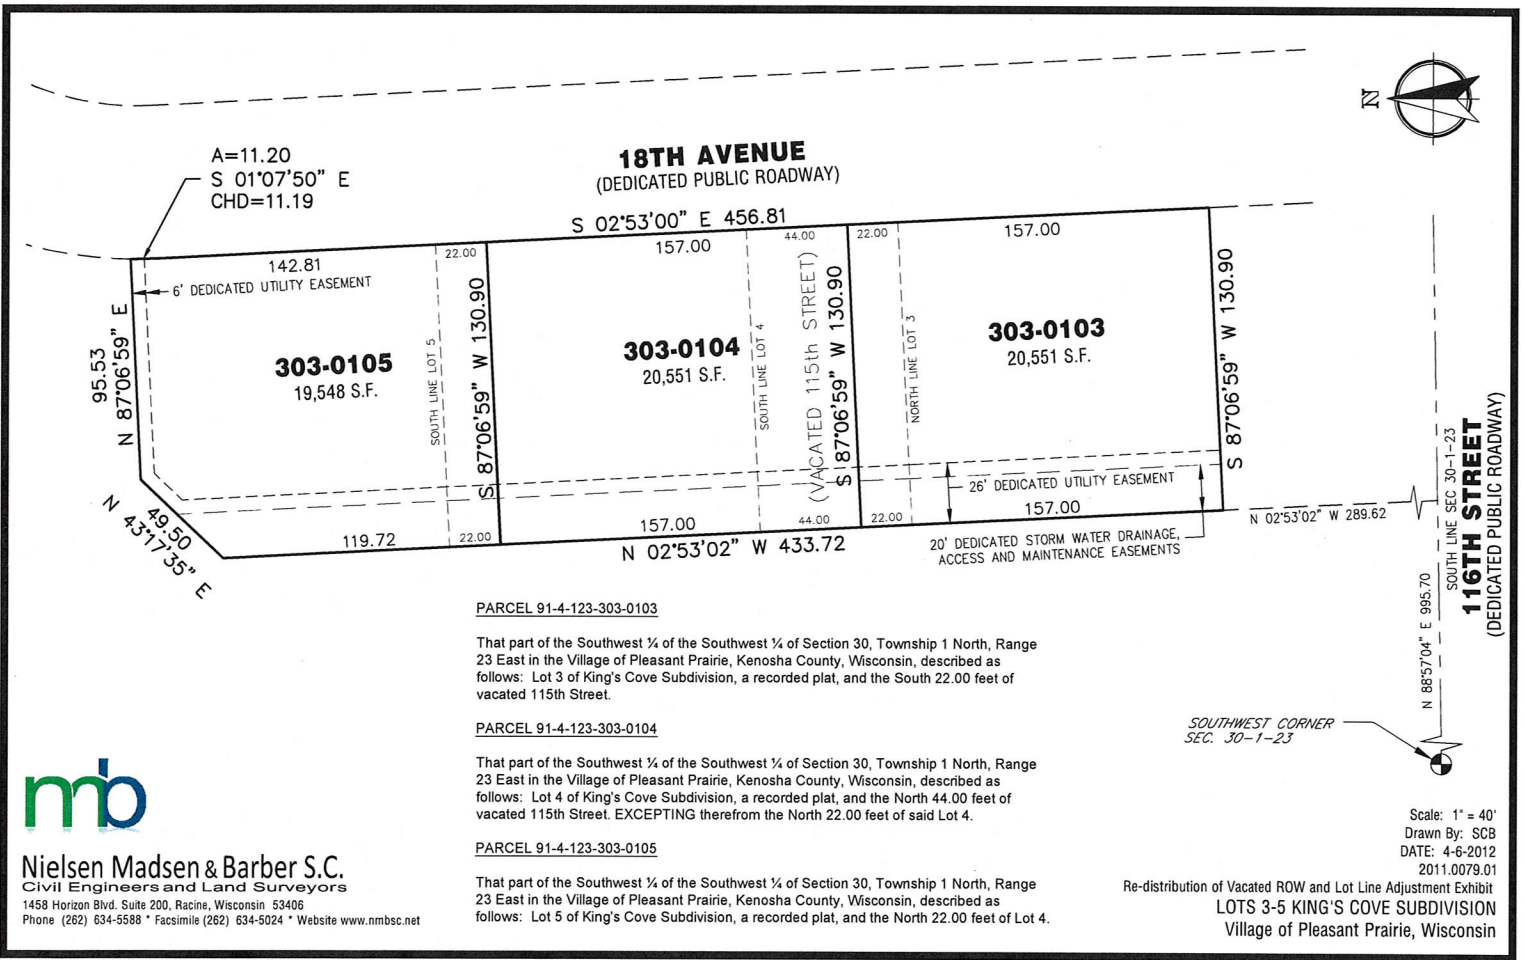 A=11.20
S 01°07'50" E
CHD=11.19
18TH AVENUE
(DEDICATED PUBLIC ROADWAY)
N
S 02°53'00" E 456.81
142.81
22.00
157.00
44.00
22.00
157.00
6' DEDICATED UTILITY EASEMENT
95.53
N 87°06'59" E
303-0105
19,548 S.F.
SOUTH LINE LOT 5
S 87°06'59" W 130.90
303-0104
20,551 S.F.
SOUTH LINE LOT 4
(VACATED 115th STREET)
S 87°06'59" W 130.90
NORTH LINE LOT 3
303-0103
20,551 S.F.
S 87°06'59" W 130.90
49.50
N 43°17'35" E
119.72
22.00
157.00
44.00
22.00
157.00
26' DEDICATED UTILITY EASEMENT
N 02°53'02" W 433.72
20' DEDICATED STORM WATER DRAINAGE,
ACCESS AND MAINTENANCE EASEMENTS
N 02°53'02" W 289.62
SOUTH LINE SEC 30-1-23
116TH STREET
(DEDICATED PUBLIC ROADWAY)
N 88°57'04" E 995.70
SOUTHWEST CORNER
SEC. 30-1-23
PARCEL 91-4-123-303-0103
That part of the Southwest ¼ of the Southwest ¼ of Section 30, Township 1 North, Range
23 East in the Village of Pleasant Prairie, Kenosha County, Wisconsin, described as
follows: Lot 3 of King's Cove Subdivision, a recorded plat, and the South 22.00 feet of
vacated 115th Street.
PARCEL 91-4-123-303-0104
That part of the Southwest ¼ of the Southwest ¼ of Section 30, Township 1 North, Range
23 East in the Village of Pleasant Prairie, Kenosha County, Wisconsin, described as
follows: Lot 4 of King's Cove Subdivision, a recorded plat, and the North 44.00 feet of
vacated 115th Street. EXCEPTING therefrom the North 22.00 feet of said Lot 4.
PARCEL 91-4-123-303-0105
That part of the Southwest ¼ of the Southwest ¼ of Section 30, Township 1 North, Range
23 East in the Village of Pleasant Prairie, Kenosha County, Wisconsin, described as
follows: Lot 5 of King's Cove Subdivision, a recorded plat, and the North 22.00 feet of Lot 4.
mb
Nielsen Madsen & Barber S.C.
Civil Engineers and Land Surveyors
1458 Horizon Blvd. Suite 200, Racine, Wisconsin 53406
Phone (262) 634-5588 * Facsimile (262) 634-5024 * Website www.nmbsc.net
Scale: 1" = 40'
Drawn By: SCB
DATE: 4-6-2012
2011.0079.01
Re-distribution of Vacated ROW and Lot Line Adjustment Exhibit
LOTS 3-5 KING'S COVE SUBDIVISION
Village of Pleasant Prairie, Wisconsin